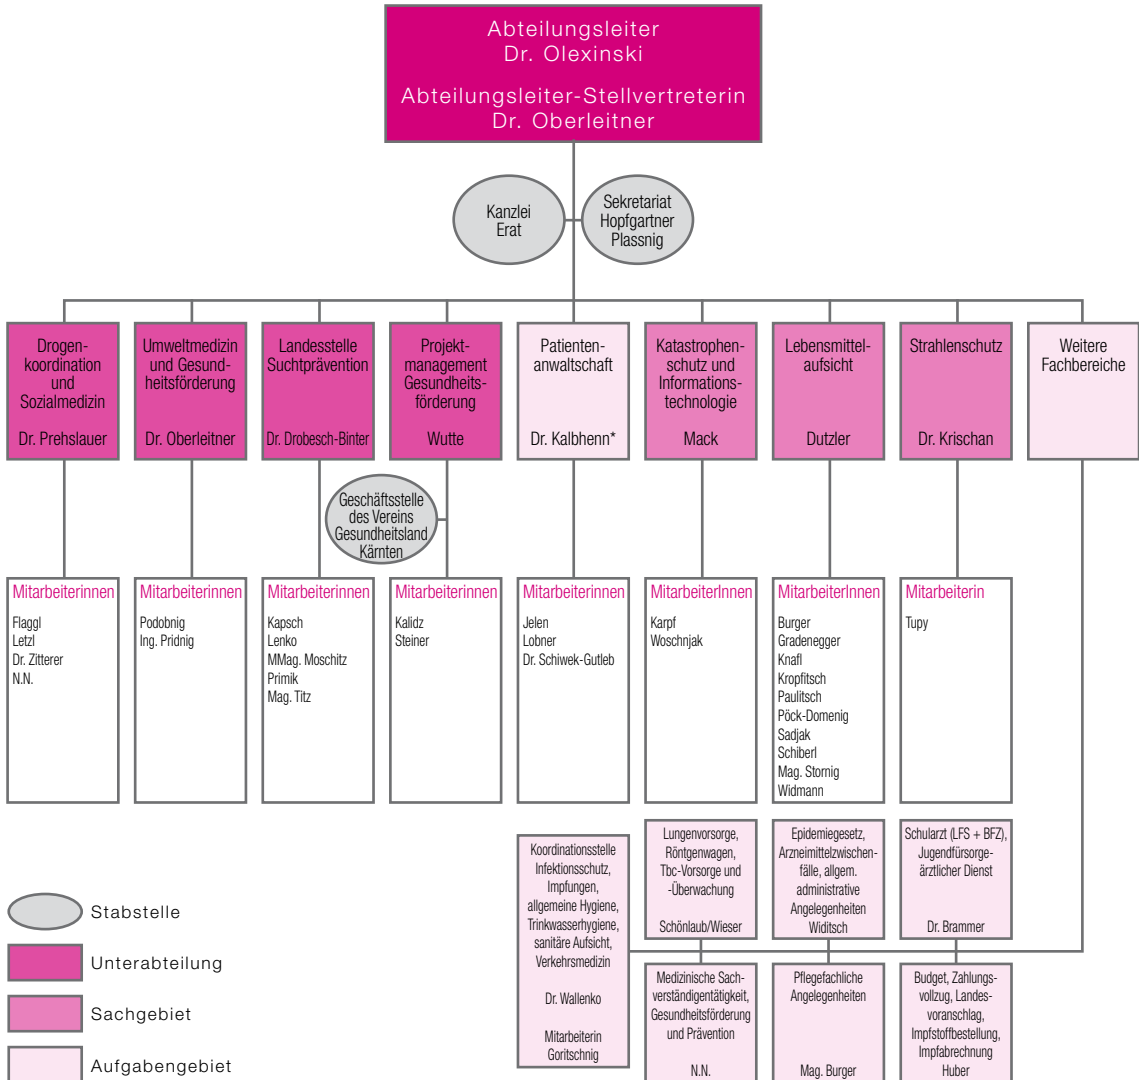 Abteilungsleiter
Dr. Olexinski
Abteilungsleiter-Stellvertreterin
Dr. Oberleitner
Kanzlei
Erat
Sekretariat
Hopfgartner
Plassnig
Drogen-
koordination
und
Sozialmedizin
Dr. Prehslauer
Umweltmedizin
und Gesund-
heitsförderung
Dr. Oberleitner
Landesstelle
Suchtprävention
Dr. Drobesch-Binter
Projekt-
management
Gesundheits-
förderung
Wutte
Patienten-
anwaltschaft
Dr. Kalbhenn*
Katastrophen-
schutz und
Informations-
technologie
Mack
Lebensmittel-
aufsicht
Dutzler
Strahlenschutz
Dr. Krischan
Weitere
Fachbereiche
Geschäftsstelle
des Vereins
Gesundheitsland
Kärnten
Mitarbeiterinnen
Flaggl
Letzl
Dr. Zitterer
N.N.
Mitarbeiterinnen
Podobnig
Ing. Pridnig
Mitarbeiterinnen
Kapsch
Lenko
MMag. Moschitz
Primik
Mag. Titz
Mitarbeiterinnen
Kalidz
Steiner
Mitarbeiterinnen
Jelen
Lobner
Dr. Schiwek-Gutleb
MitarbeiterInnen
Karpf
Woschnjak
MitarbeiterInnen
Burger
Gradenegger
Knafl
Kropfitsch
Paulitsch
Pöck-Domenig
Sadjak
Schiberl
Mag. Stornig
Widmann
Mitarbeiterin
Tupy
Koordinationsstelle
Infektionsschutz,
Impfungen,
allgemeine Hygiene,
Trinkwasserhygiene,
sanitäre Aufsicht,
Verkehrsmedizin
Dr. Wallenko
Mitarbeiterin
Goritschnig
Lungenvorsorge,
Röntgenwagen,
Tbc-Vorsorge und
-Überwachung
Schönlaub/Wieser
Epidemiegesetz,
Arzneimittelzwischen-
fälle, allgem.
administrative
Angelegenheiten
Widitsch
Schularzt (LFS + BFZ),
Jugendfürsorge-
ärztlicher Dienst
Dr. Brammer
Medizinische Sach-
verständigentätigkeit,
Gesundheitsförderung
und Prävention
N.N.
Pflegefachliche
Angelegenheiten
Mag. Burger
Budget, Zahlungs-
vollzug, Landes-
voranschlag,
Impfstoffbestellung,
Impfabrechnung
Huber
Stabstelle
Unterabteilung
Sachgebiet
Aufgabengebiet